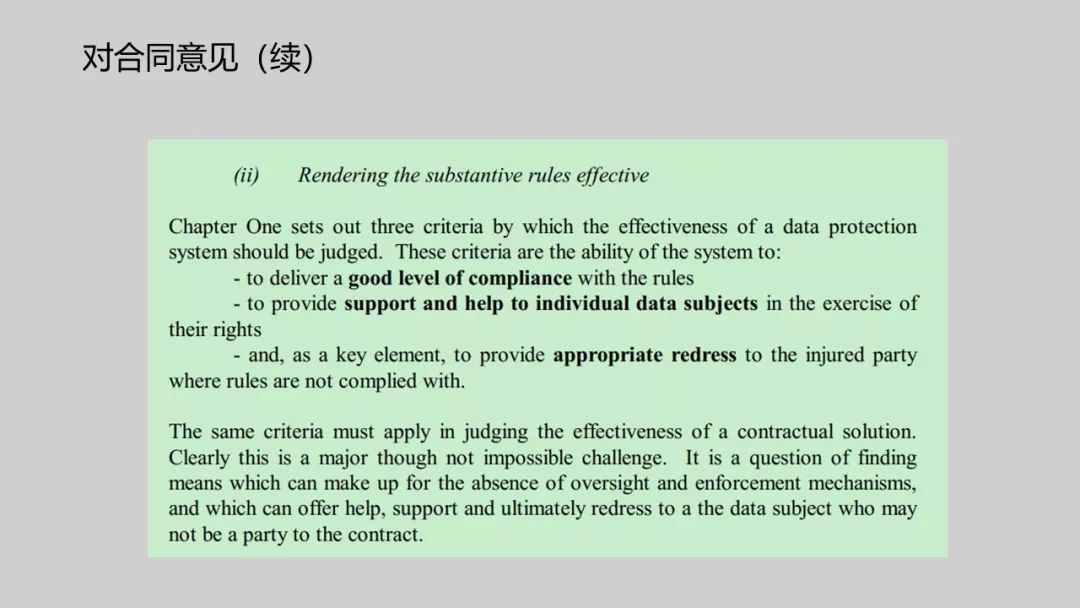 对合同意见（续）
(ii) Rendering the substantive rules effective
Chapter One sets out three criteria by which the effectiveness of a data protection
system should be judged. These criteria are the ability of the system to:
- to deliver a good level of compliance with the rules
- to provide support and help to individual data subjects in the exercise of
their rights
- and, as a key element, to provide appropriate redress to the injured party
where rules are not complied with.
The same criteria must apply in judging the effectiveness of a contractual solution.
Clearly this is a major though not impossible challenge. It is a question of finding
means which can make up for the absence of oversight and enforcement mechanisms,
and which can offer help, support and ultimately redress to a the data subject who may
not be a party to the contract.